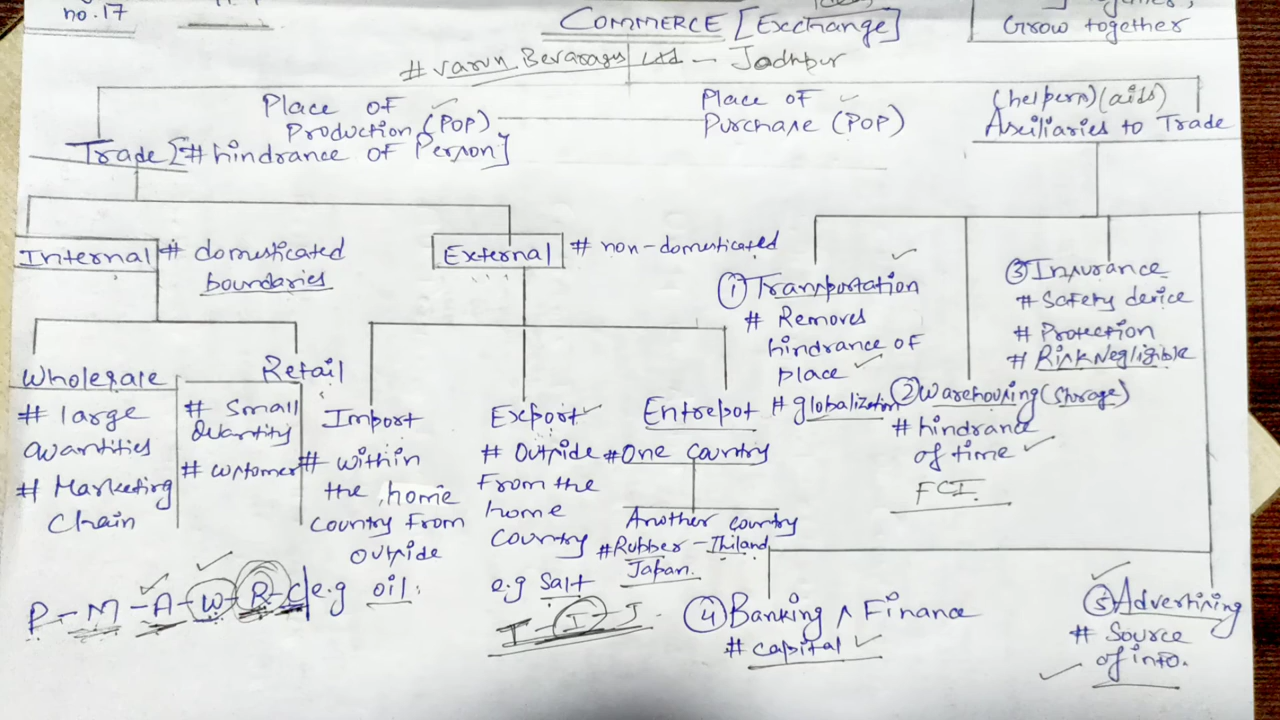 no.17
COMMERCE [Exchange]
Grow together
# Varun Bevarages Ltd - Jodhpur
Place of
Production (POP)
Place of
Purchase (POP)
(helpers) (aids)
Auxiliaries to Trade
Trade [# hindrance of Person]
Internal # domesticated
boundaries
External # non-domesticated
① Transportation
# Removes
hindrance of
place
③ Insurance
# Safety device
# Protection
# Risk Negligible
Wholesale
# large
quantities
# Marketing
Chain
Retail
# Small
Quantity
# customer
Import
# within
the home
country from
outside
e.g oil.
Export
# Outside
from the
home
country
e.g Salt
Entrepot # globalization
# One country
Another country
# Rubber - Thiland
Japan.
T - I - J
② Warehousing (Storage)
# hindrance
of time
FCI.
P - M - A - W - R - C
④ Banking & Finance
# capital
⑤ Advertising
# Source
of info.